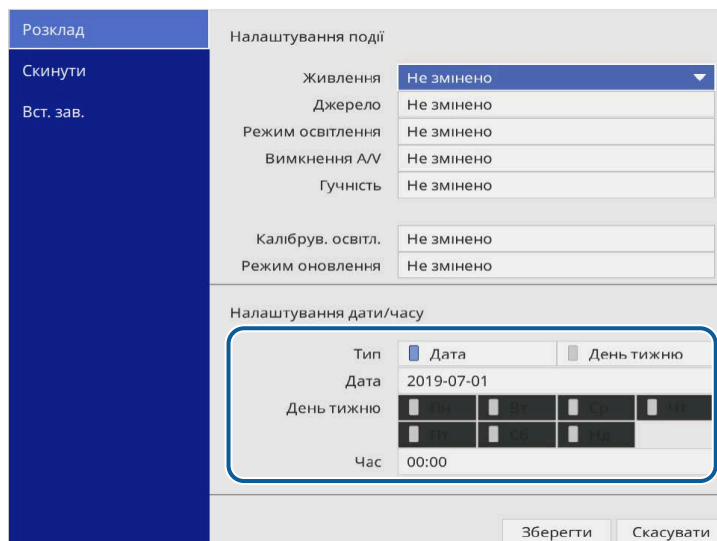 Розклад
Скинути
Вст. зав.
Налаштування події
Живлення Не змінено
Джерело Не змінено
Режим освітлення Не змінено
Вимкнення A/V Не змінено
Гучність Не змінено
Калібрув. освітл. Не змінено
Режим оновлення Не змінено
Налаштування дати/часу
Тип Дата День тижню
Дата 2019-07-01
День тижню Пн Вт Ср Чт
Пт Сб Нд
Час 00:00
Зберегти Скасувати